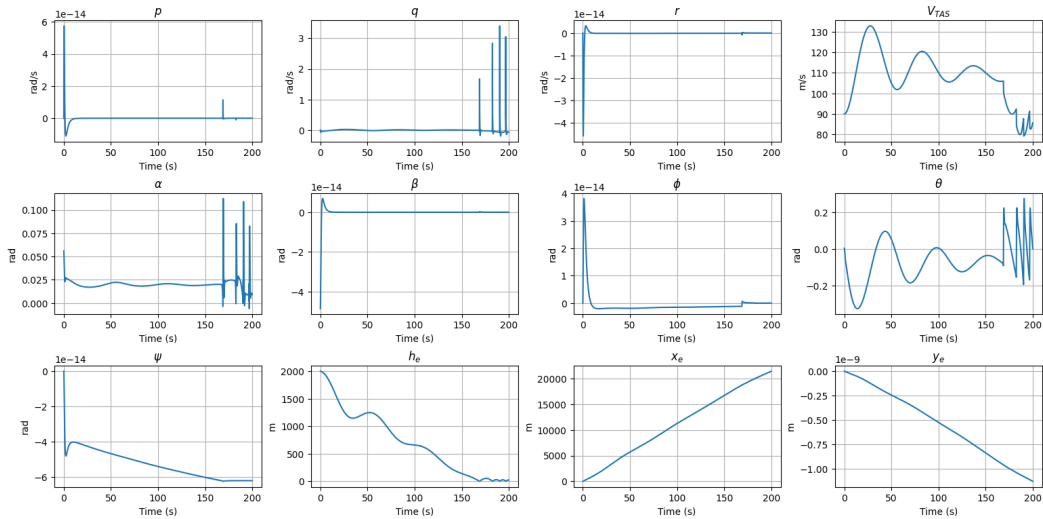 p
1e−14
6
4
2
0
rad/s
0 50 100 150 200
Time (s)
q
3
2
1
0
rad/s
0 50 100 150 200
Time (s)
r
1e−14
0
−1
−2
−3
−4
rad/s
0 50 100 150 200
Time (s)
V_TAS
130
120
110
100
90
80
m/s
0 50 100 150 200
Time (s)
α
0.100
0.075
0.050
0.025
0.000
rad
0 50 100 150 200
Time (s)
β
1e−14
0
−2
−4
rad
0 50 100 150 200
Time (s)
ϕ
1e−14
4
3
2
1
0
rad
0 50 100 150 200
Time (s)
θ
0.2
0.0
−0.2
rad
0 50 100 150 200
Time (s)
ψ
1e−14
0
−2
−4
−6
rad
0 50 100 150 200
Time (s)
h_e
2000
1500
1000
500
0
m
0 50 100 150 200
Time (s)
x_e
20000
15000
10000
5000
0
m
0 50 100 150 200
Time (s)
y_e
1e−9
0.00
−0.25
−0.50
−0.75
−1.00
m
0 50 100 150 200
Time (s)